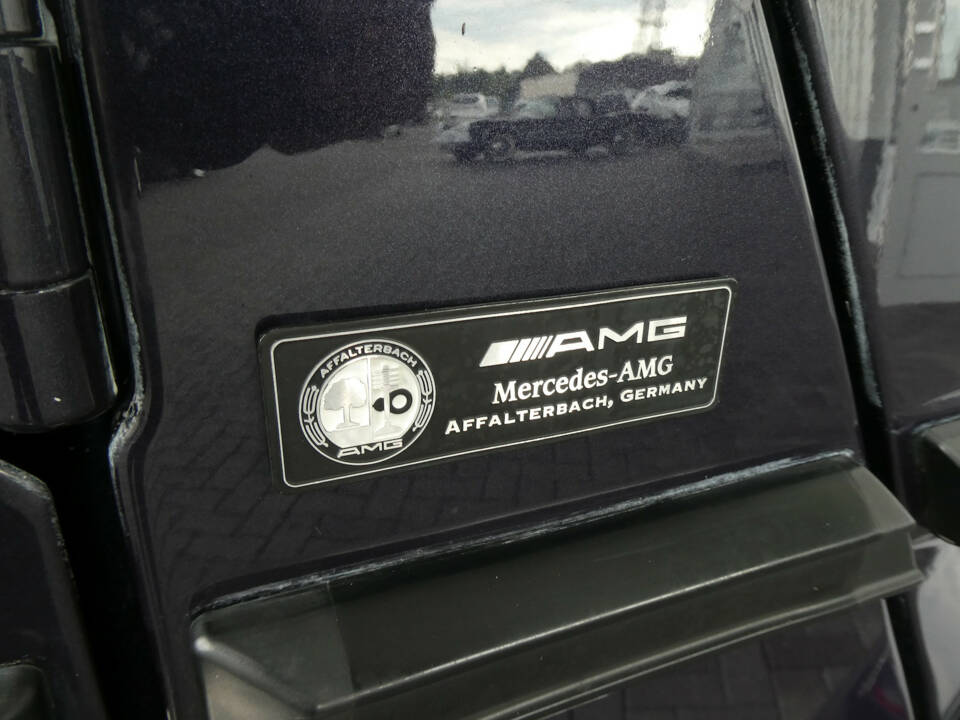 AFFALTERBACH
AMG
AMG
Mercedes-AMG
AFFALTERBACH, GERMANY